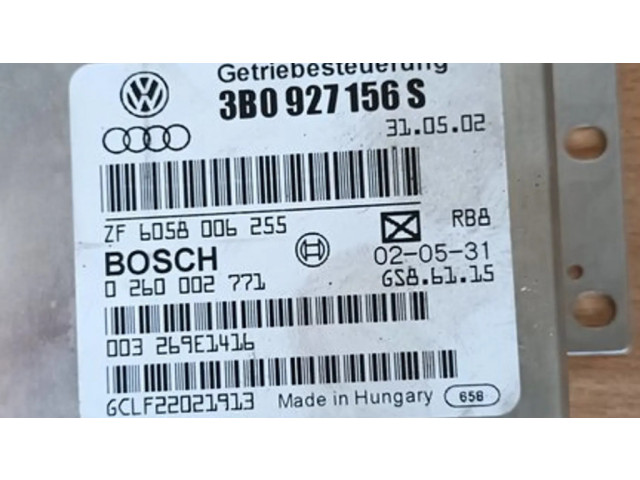 Getriebesteuerung
3B0 927 156 S
31.05.02
ZF 6058 006 255
RB8
BOSCH
02-05-31
0 260 002 771
GS8.61.15
003 269E1416
GCLF22021913
Made in Hungary
658